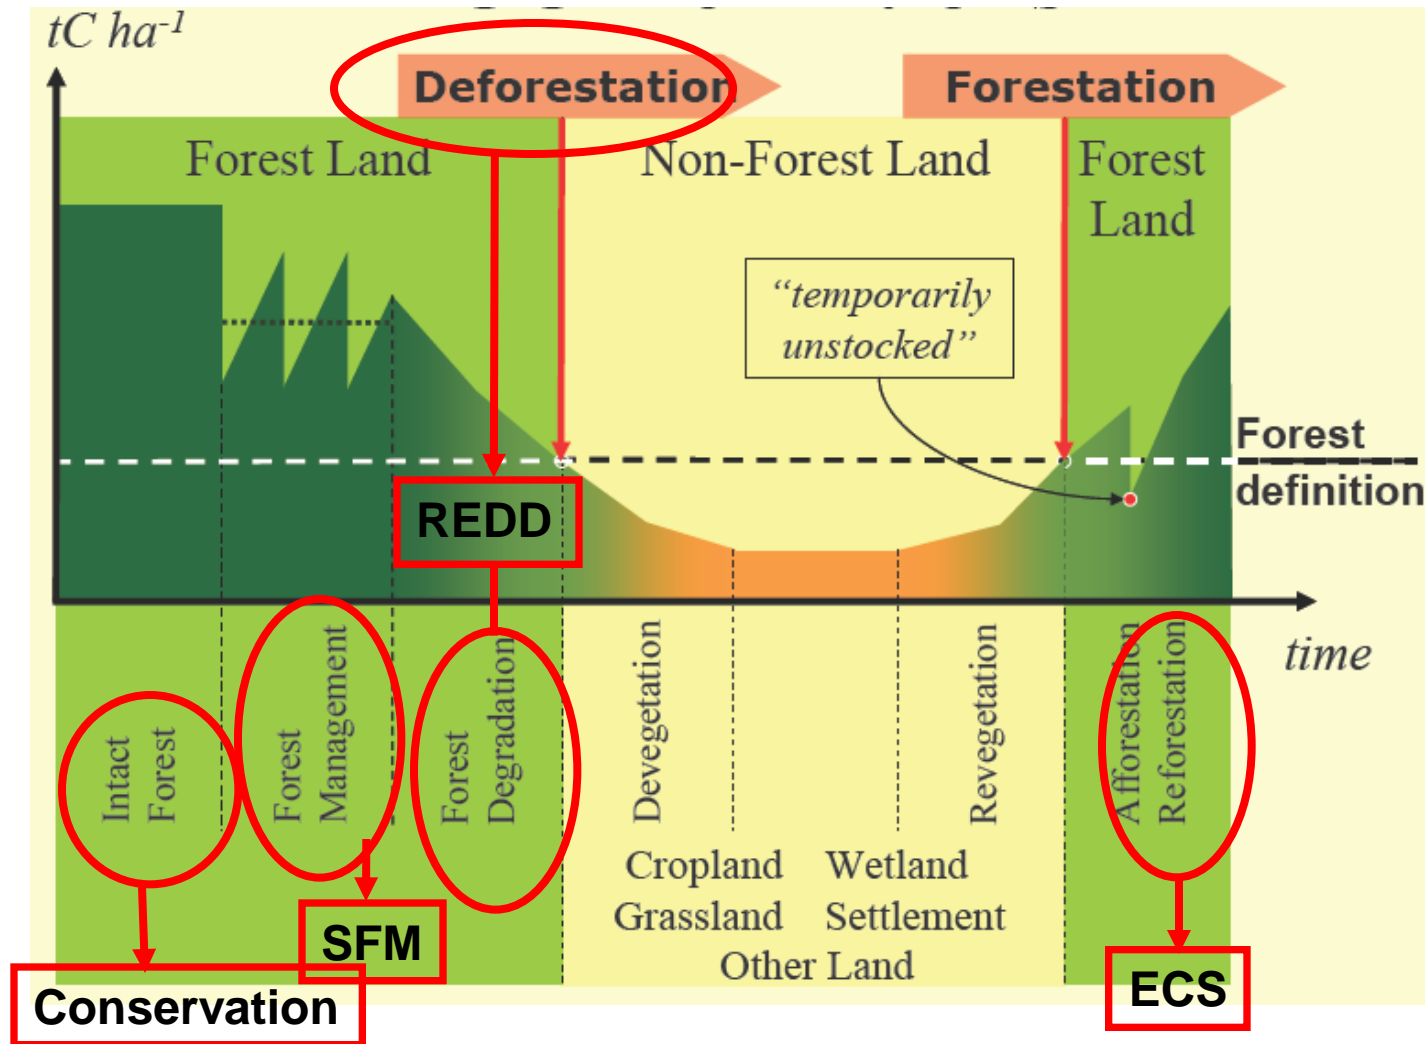 tC ha-1
Deforestation
Forestation
Forest Land
Non-Forest Land
Forest
Land
“temporarily
unstocked”
Forest
definition
REDD
time
Intact
Forest
Forest
Management
Forest
Degradation
Devegetation
Revegetation
Afforestation
Reforestation
Cropland Wetland
Grassland Settlement
Other Land
SFM
Conservation
ECS